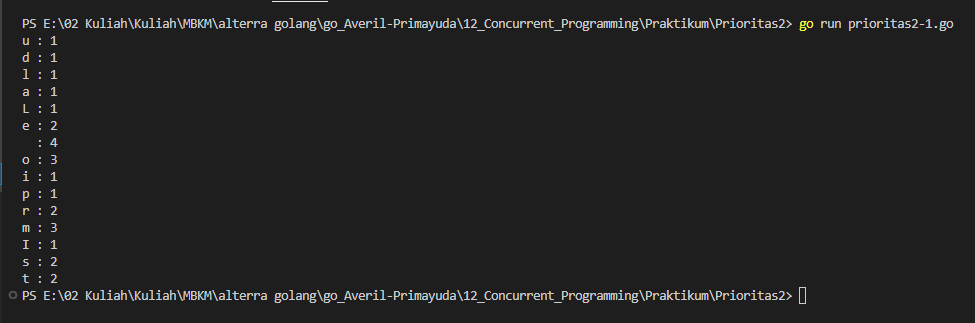 PS E:\02 Kuliah\Kuliah\MBKM\alterra golang\go_Averil-Primayuda\12_Concurrent_Programming\Praktikum\Prioritas2> go run prioritas2-1.go
u : 1
d : 1
l : 1
a : 1
L : 1
e : 2
  : 4
o : 3
i : 1
p : 1
r : 2
m : 3
I : 1
s : 2
t : 2
PS E:\02 Kuliah\Kuliah\MBKM\alterra golang\go_Averil-Primayuda\12_Concurrent_Programming\Praktikum\Prioritas2>